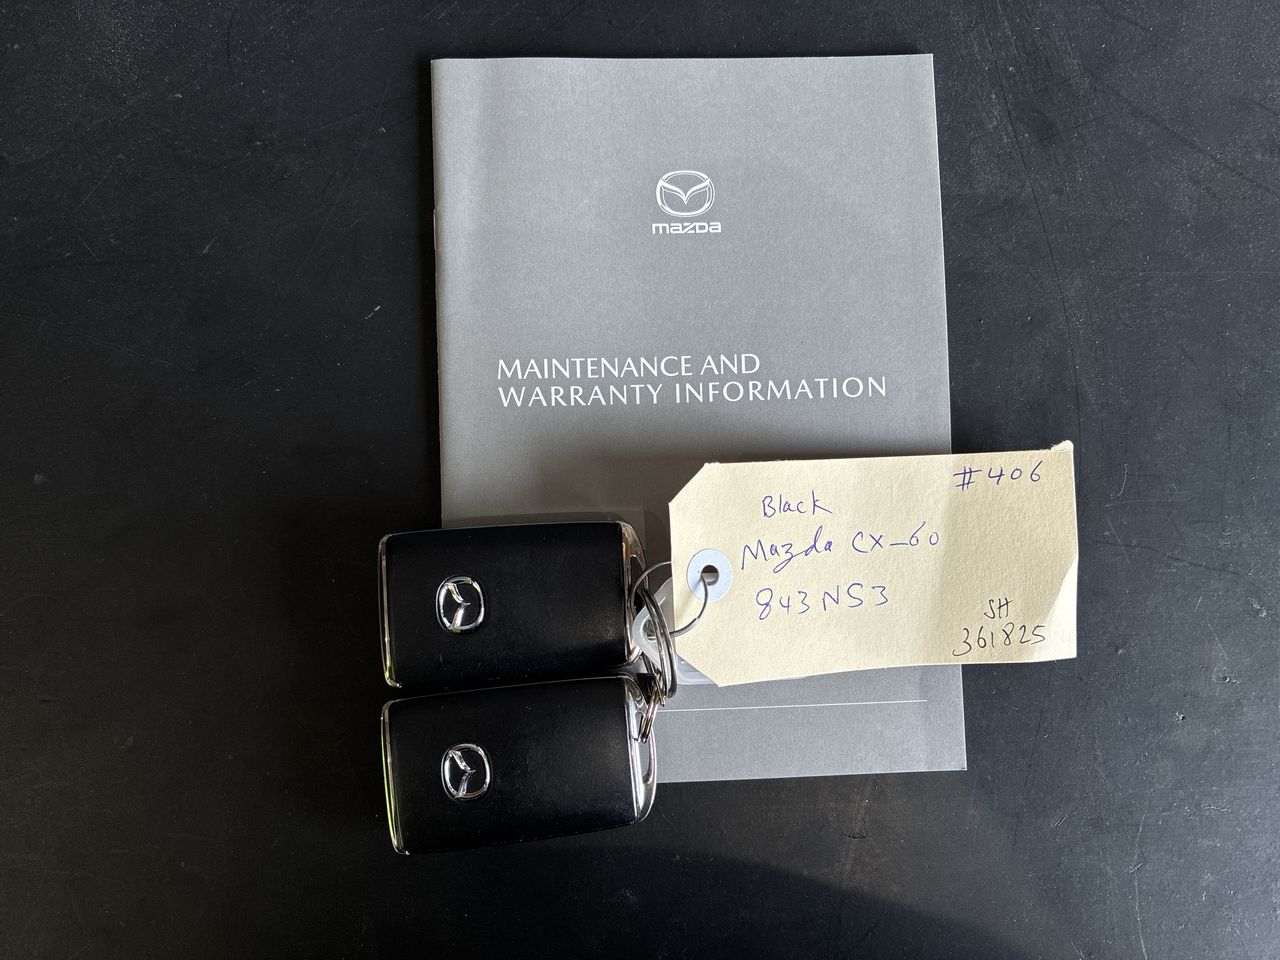 mazda
MAINTENANCE AND
WARRANTY INFORMATION
#406
Black
Mazda CX-60
843NS3
SH
361825